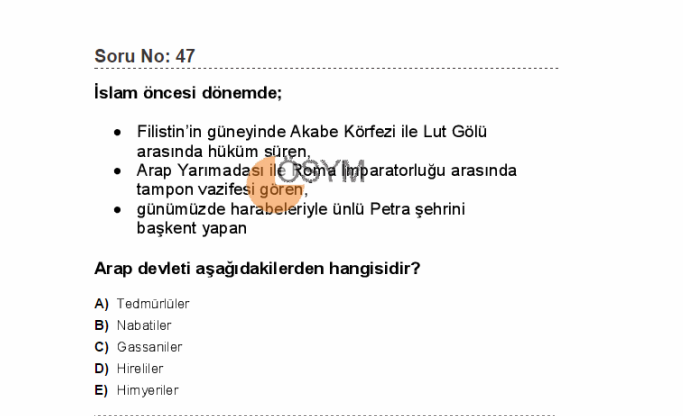 Soru No: 47
İslam öncesi dönemde;
● Filistin’in güneyinde Akabe Körfezi ile Lut Gölü
arasında hüküm süren,
● Arap Yarımadası ile Roma İmparatorluğu arasında
tampon vazifesi gören,
● günümüzde harabeleriyle ünlü Petra şehrini
başkent yapan
ÖSYM
Arap devleti aşağıdakilerden hangisidir?
A) Tedmürlüler
B) Nabatiler
C) Gassaniler
D) Hireliler
E) Himyeriler